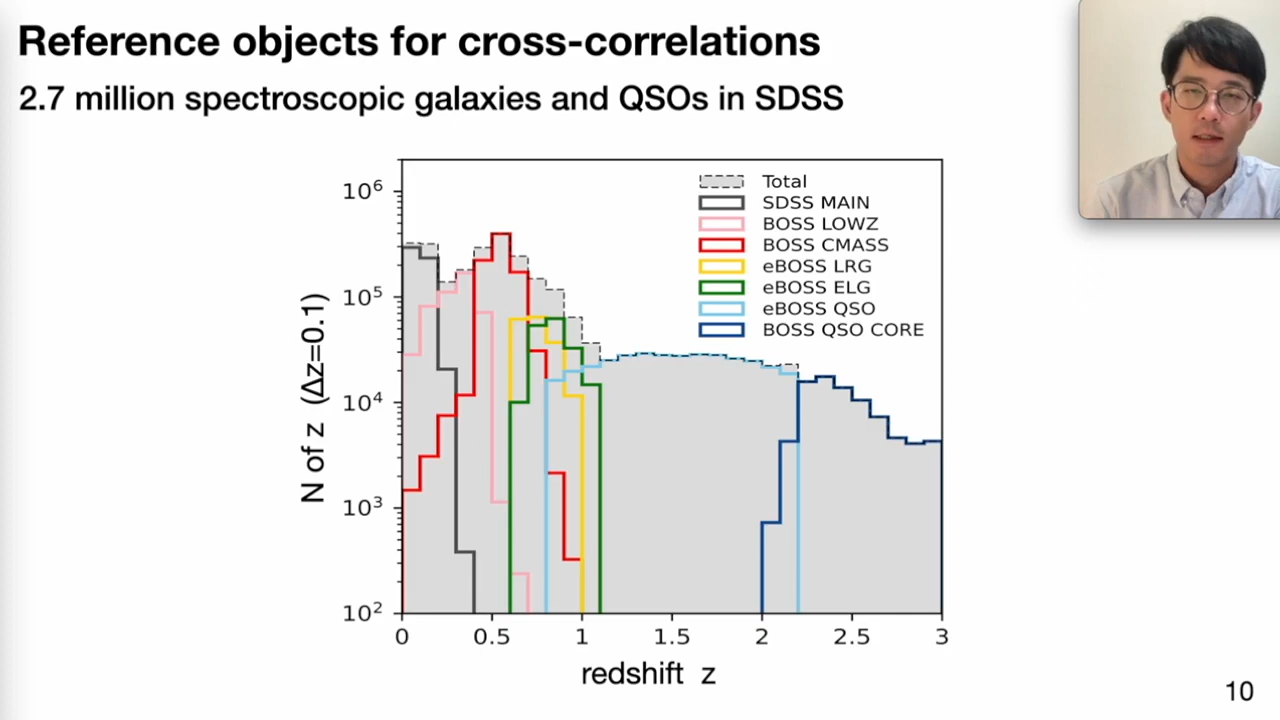 Reference objects for cross-correlations
2.7 million spectroscopic galaxies and QSOs in SDSS
Total
SDSS MAIN
BOSS LOWZ
BOSS CMASS
eBOSS LRG
eBOSS ELG
eBOSS QSO
BOSS QSO CORE
N of z (Δz=0.1)
10⁶
10⁵
10⁴
10³
10²
0 0.5 1 1.5 2 2.5 3
redshift z
10